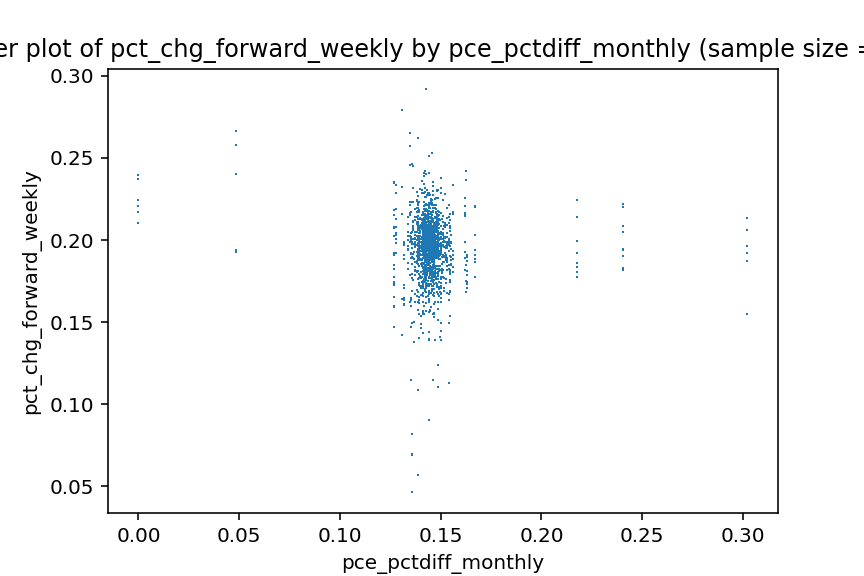 er plot of pct_chg_forward_weekly by pce_pctdiff_monthly (sample size =
0.30
0.25
0.20
0.15
0.10
0.05
pct_chg_forward_weekly
0.00 0.05 0.10 0.15 0.20 0.25 0.30
pce_pctdiff_monthly